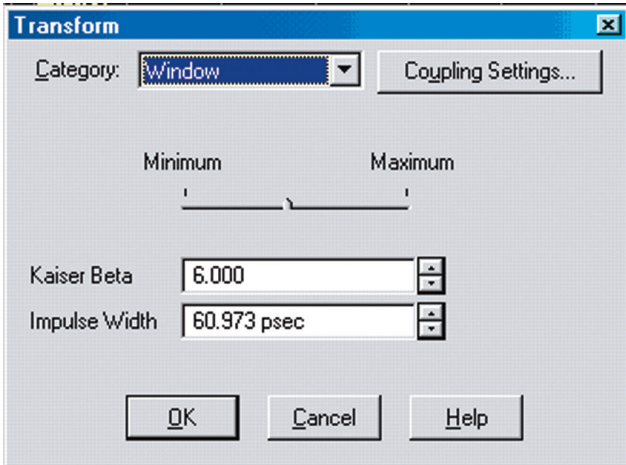 Transform
Category: Window Coupling Settings...
Minimum Maximum
Kaiser Beta 6.000
Impulse Width 60.973 psec
OK Cancel Help